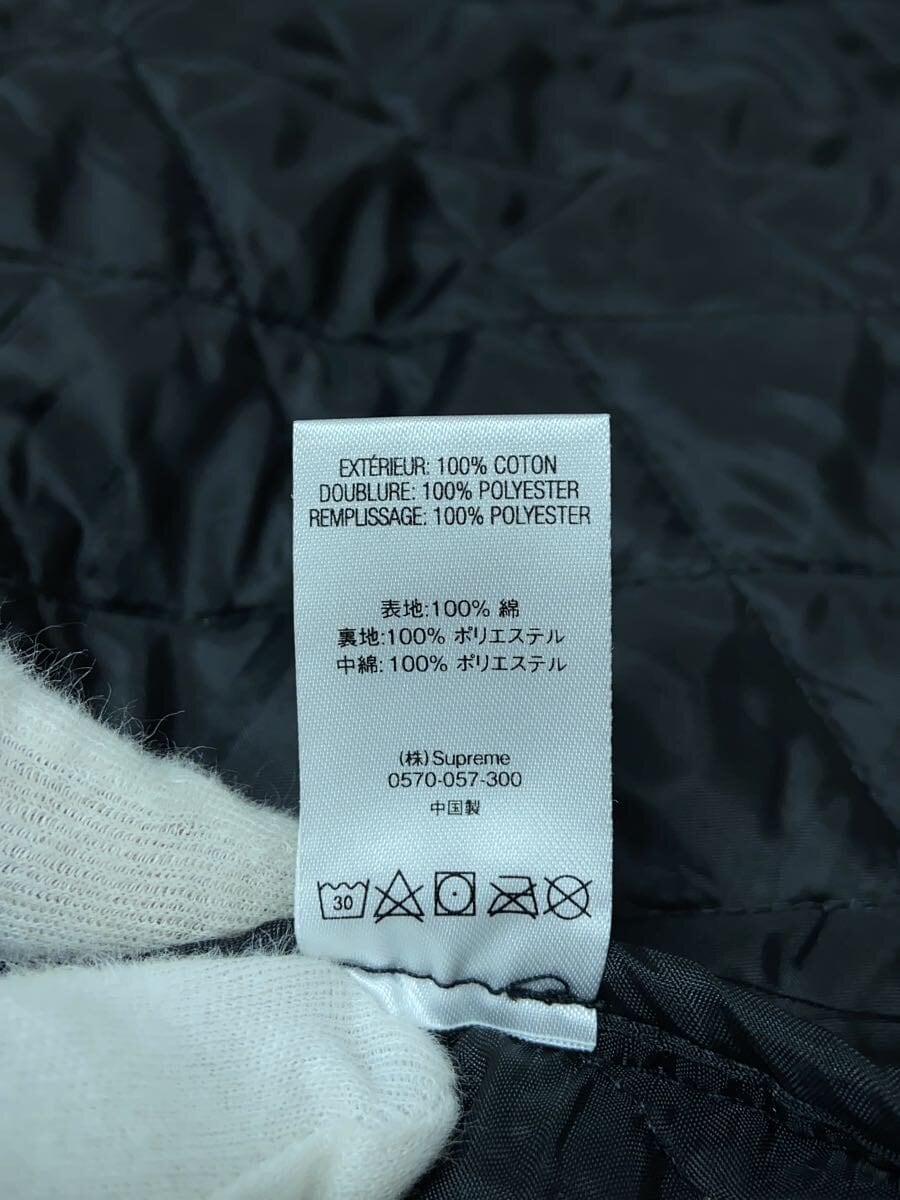 EXTÉRIEUR: 100% COTON
DOUBLURE: 100% POLYESTER
REMPLISSAGE: 100% POLYESTER
表地:100% 綿
裏地:100% ポリエステル
中綿:100% ポリエステル
(株)Supreme
0570-057-300
中国製
30